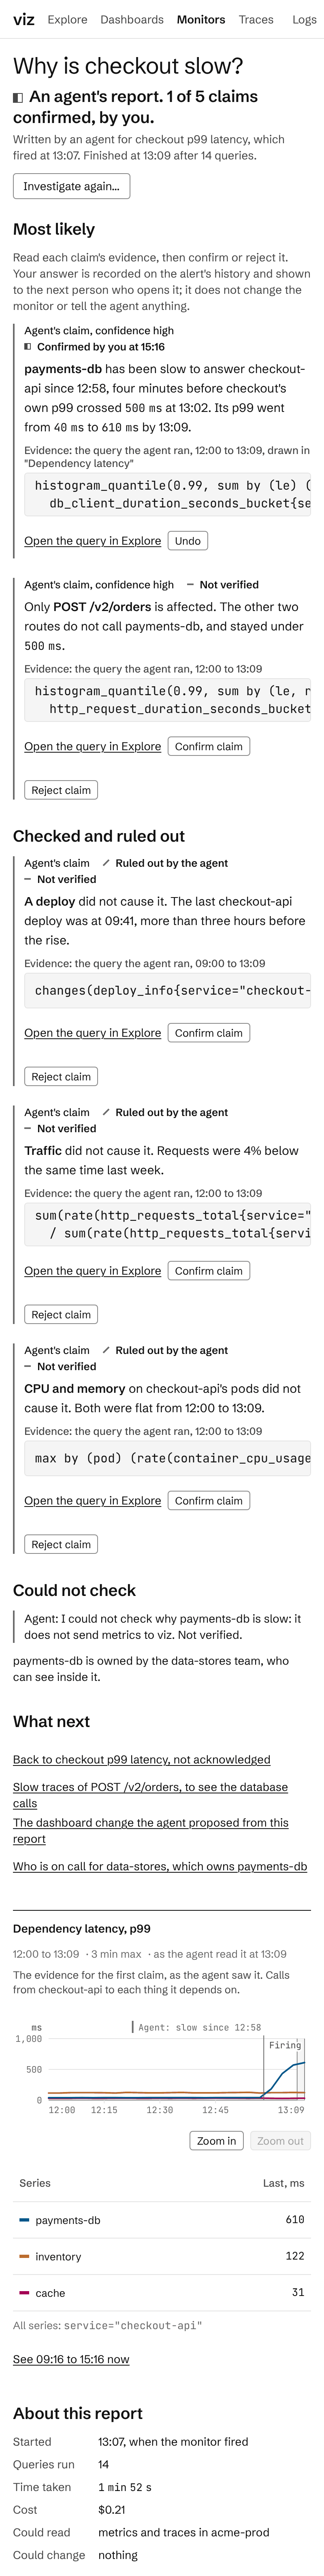 viz Explore Dashboards Monitors Traces Logs
Why is checkout slow?
An agent's report. 1 of 5 claims
confirmed, by you.
Written by an agent for checkout p99 latency, which
fired at 13:07. Finished at 13:09 after 14 queries.
Investigate again…
Most likely
Read each claim's evidence, then confirm or reject it.
Your answer is recorded on the alert's history and shown
to the next person who opens it; it does not change the
monitor or tell the agent anything.
Agent's claim, confidence high
Confirmed by you at 15:16
payments-db has been slow to answer checkout-
api since 12:58, four minutes before checkout's
own p99 crossed 500 ms at 13:02. Its p99 went
from 40 ms to 610 ms by 13:09.
Evidence: the query the agent ran, 12:00 to 13:09, drawn in
"Dependency latency"
histogram_quantile(0.99, sum by (le) (
db_client_duration_seconds_bucket{se
Open the query in Explore Undo
Agent's claim, confidence high – Not verified
Only POST /v2/orders is affected. The other two
routes do not call payments-db, and stayed under
500 ms.
Evidence: the query the agent ran, 12:00 to 13:09
histogram_quantile(0.99, sum by (le, r
http_request_duration_seconds_bucket
Open the query in Explore Confirm claim
Reject claim
Checked and ruled out
Agent's claim Ruled out by the agent
– Not verified
A deploy did not cause it. The last checkout-api
deploy was at 09:41, more than three hours before
the rise.
Evidence: the query the agent ran, 09:00 to 13:09
changes(deploy_info{service="checkout-
Open the query in Explore Confirm claim
Reject claim
Agent's claim Ruled out by the agent
– Not verified
Traffic did not cause it. Requests were 4% below
the same time last week.
Evidence: the query the agent ran, 12:00 to 13:09
sum(rate(http_requests_total{service="
/ sum(rate(http_requests_total{servi
Open the query in Explore Confirm claim
Reject claim
Agent's claim Ruled out by the agent
– Not verified
CPU and memory on checkout-api's pods did not
cause it. Both were flat from 12:00 to 13:09.
Evidence: the query the agent ran, 12:00 to 13:09
max by (pod) (rate(container_cpu_usage
Open the query in Explore Confirm claim
Reject claim
Could not check
Agent: I could not check why payments-db is slow: it
does not send metrics to viz. Not verified.
payments-db is owned by the data-stores team, who
can see inside it.
What next
Back to checkout p99 latency, not acknowledged
Slow traces of POST /v2/orders, to see the database
calls
The dashboard change the agent proposed from this
report
Who is on call for data-stores, which owns payments-db
Dependency latency, p99
12:00 to 13:09 · 3 min max · as the agent read it at 13:09
The evidence for the first claim, as the agent saw it. Calls
from checkout-api to each thing it depends on.
ms Agent: slow since 12:58
1,000
Firing
500
0
12:00 12:15 12:30 12:45 13:09
Zoom in Zoom out
Series Last, ms
payments-db 610
inventory 122
cache 31
All series: service="checkout-api"
See 09:16 to 15:16 now
About this report
Started 13:07, when the monitor fired
Queries run 14
Time taken 1 min 52 s
Cost $0.21
Could read metrics and traces in acme-prod
Could change nothing